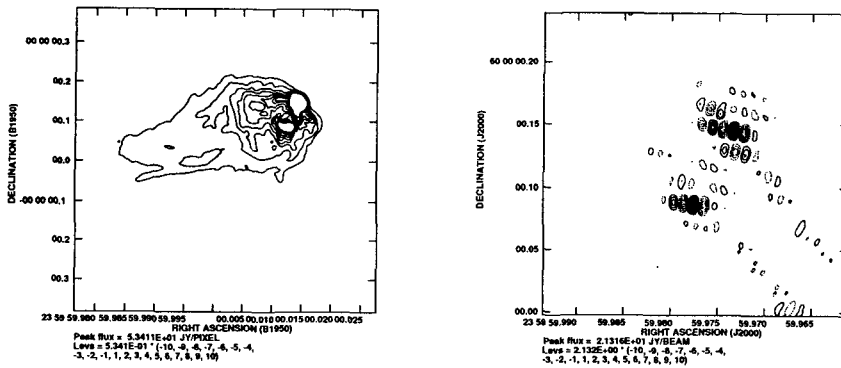 DECLINATION (B1950)
00 00 00.3
00.2
00.1
00.0
-00 00 00.1
00.2
00.3
23 59 59.980 59.985 59.990 59.995 00.005 00.010 00.015 00.020 00.025
RIGHT ASCENSION (B1950)
Peak flux = 5.3411E+01 JY/PIXEL
Levs = 5.341E-01 * (-10, -9, -8, -7, -6, -5, -4,
-3, -2, -1, 1, 2, 3, 4, 5, 6, 7, 8, 9, 10)
DECLINATION (J2000)
60 00 00.20
00.15
00.10
00.05
00.00
23 59 59.990 59.985 59.980 59.975 59.970 59.965
RIGHT ASCENSION (J2000)
Peak flux = 2.1316E+01 JY/BEAM
Levs = 2.132E+00 * (-10, -9, -8, -7, -6, -5, -4,
-3, -2, -1, 1, 2, 3, 4, 5, 6, 7, 8, 9, 10)